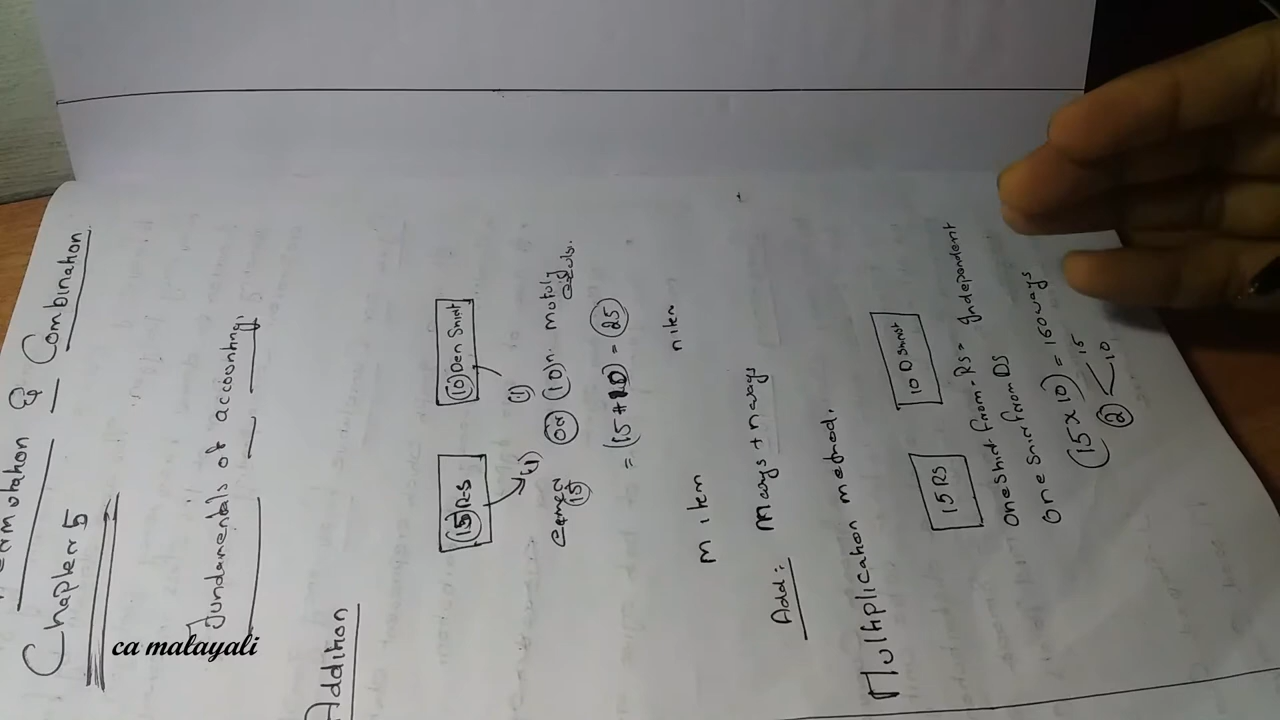 Permutation & Combination
Chapter 5
Fundamentals of accounting,
Addition
(15) RS (10) Den Shirt
(1) (1)
(15) (or) (10) n.
= (15+10) = (25)
m item n item
Add: m ways + n ways
Multiplication method.
15 RS 10 D Shirt
One Shirt From - RS = Independent
One Shirt from DS
(15 x 10) = 150 ways
(2) 15
10
ca malayali